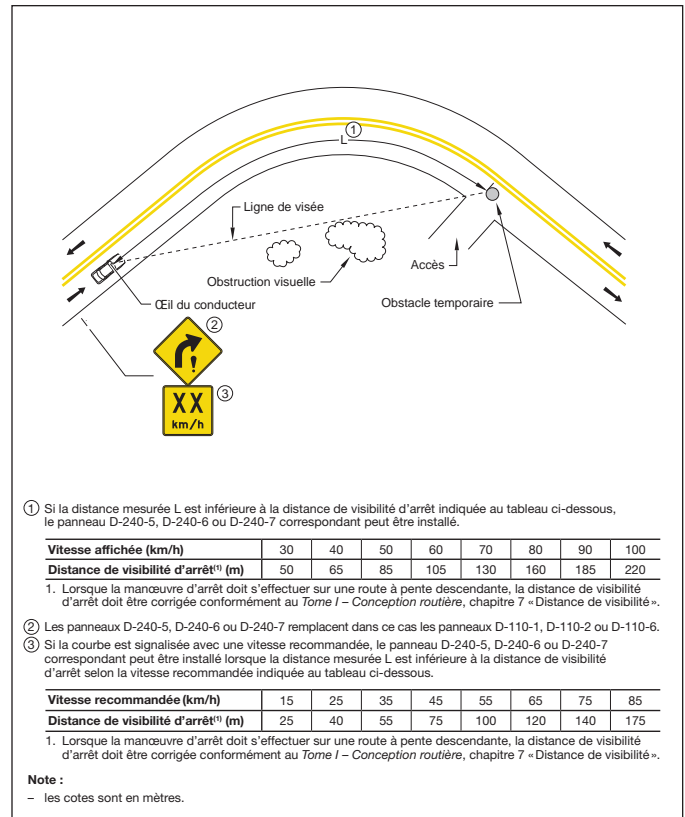 ①
L
Ligne de visée
Obstruction visuelle
Accès
Obstacle temporaire
Œil du conducteur
②
③
XX
km/h
① Si la distance mesurée L est inférieure à la distance de visibilité d'arrêt indiquée au tableau ci-dessous,
le panneau D-240-5, D-240-6 ou D-240-7 correspondant peut être installé.
Vitesse affichée (km/h) 30 40 50 60 70 80 90 100
Distance de visibilité d'arrêt(1) (m) 50 65 85 105 130 160 185 220
1. Lorsque la manœuvre d'arrêt doit s'effectuer sur une route à pente descendante, la distance de visibilité
d'arrêt doit être corrigée conformément au Tome I – Conception routière, chapitre 7 «Distance de visibilité».
② Les panneaux D-240-5, D-240-6 ou D-240-7 remplacent dans ce cas les panneaux D-110-1, D-110-2 ou D-110-6.
③ Si la courbe est signalisée avec une vitesse recommandée, le panneau D-240-5, D-240-6 ou D-240-7
correspondant peut être installé lorsque la distance mesurée L est inférieure à la distance de visibilité
d'arrêt selon la vitesse recommandée indiquée au tableau ci-dessous.
Vitesse recommandée (km/h) 15 25 35 45 55 65 75 85
Distance de visibilité d'arrêt(1) (m) 25 40 55 75 100 120 140 175
1. Lorsque la manœuvre d'arrêt doit s'effectuer sur une route à pente descendante, la distance de visibilité
d'arrêt doit être corrigée conformément au Tome I – Conception routière, chapitre 7 «Distance de visibilité».
Note :
– les cotes sont en mètres.